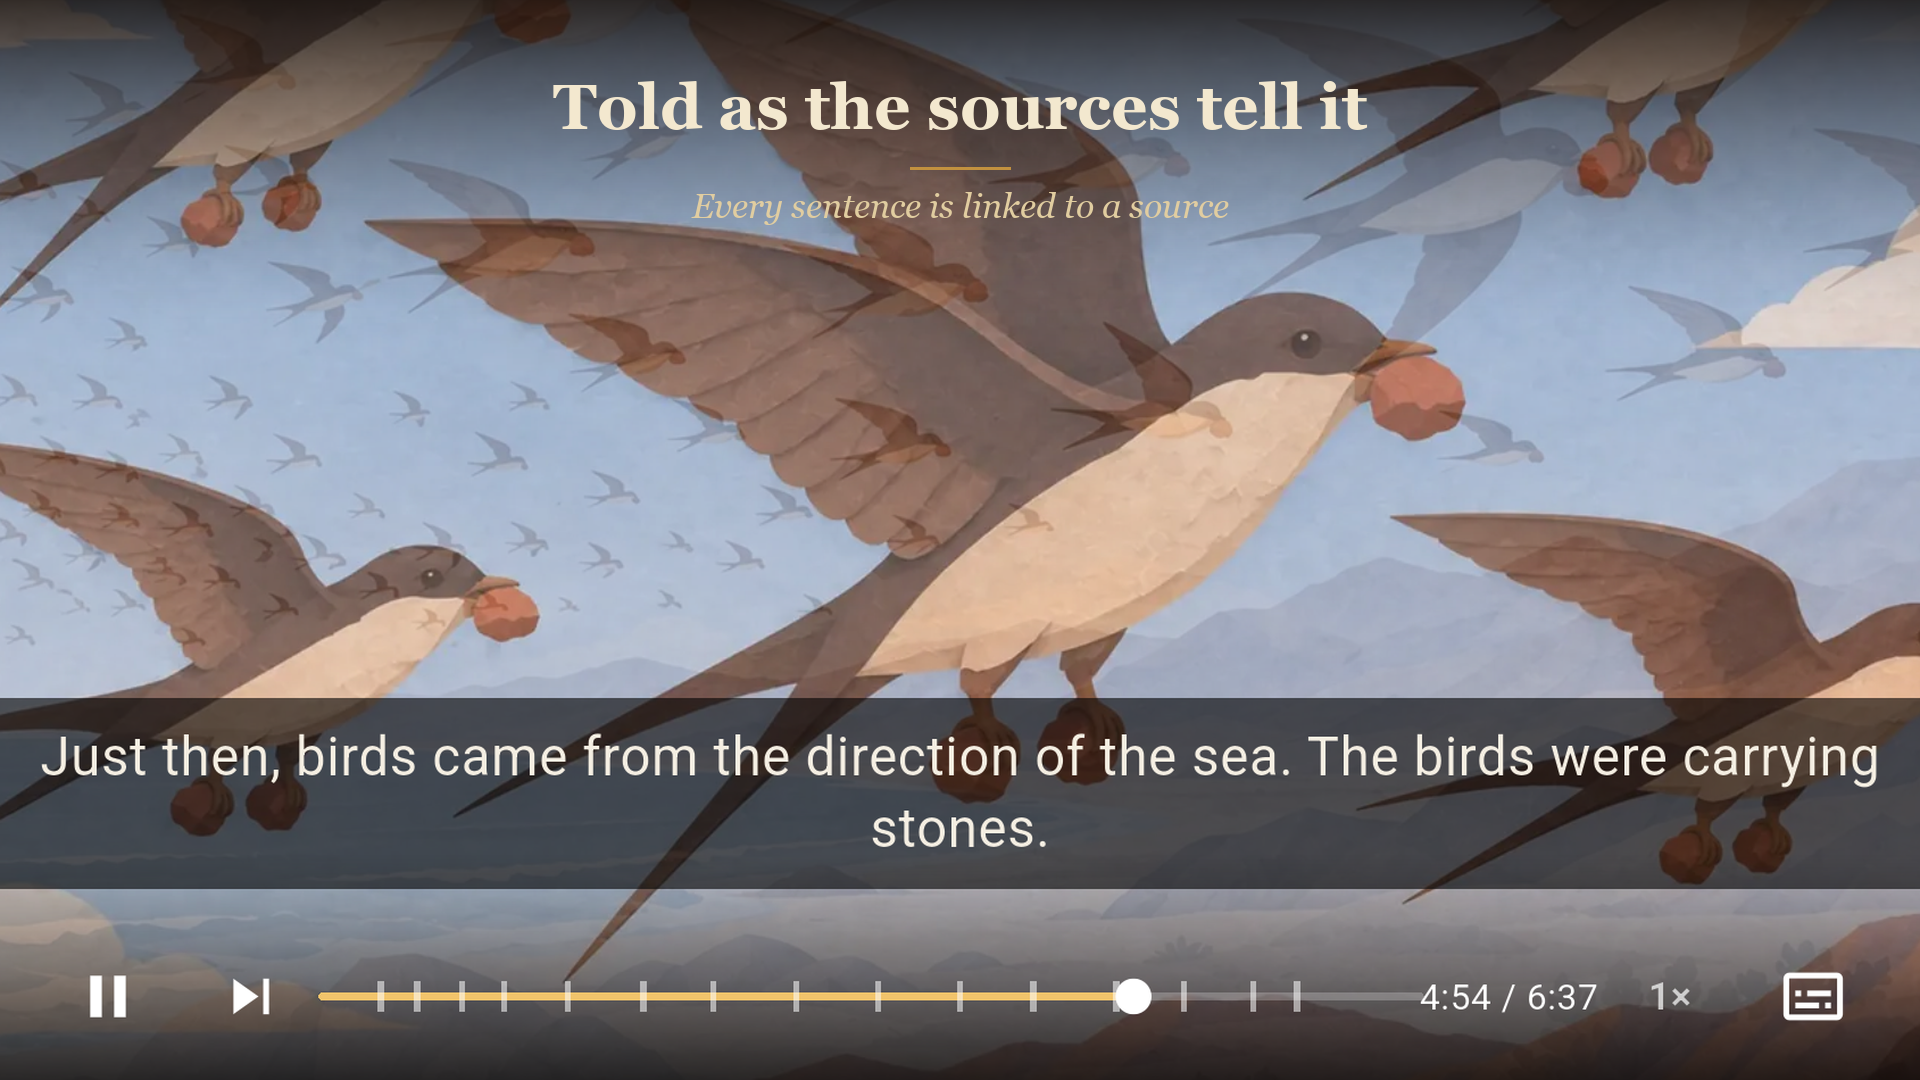 Told as the sources tell it
Every sentence is linked to a source
Just then, birds came from the direction of the sea. The birds were carrying
stones.
4:54 / 6:37
1×